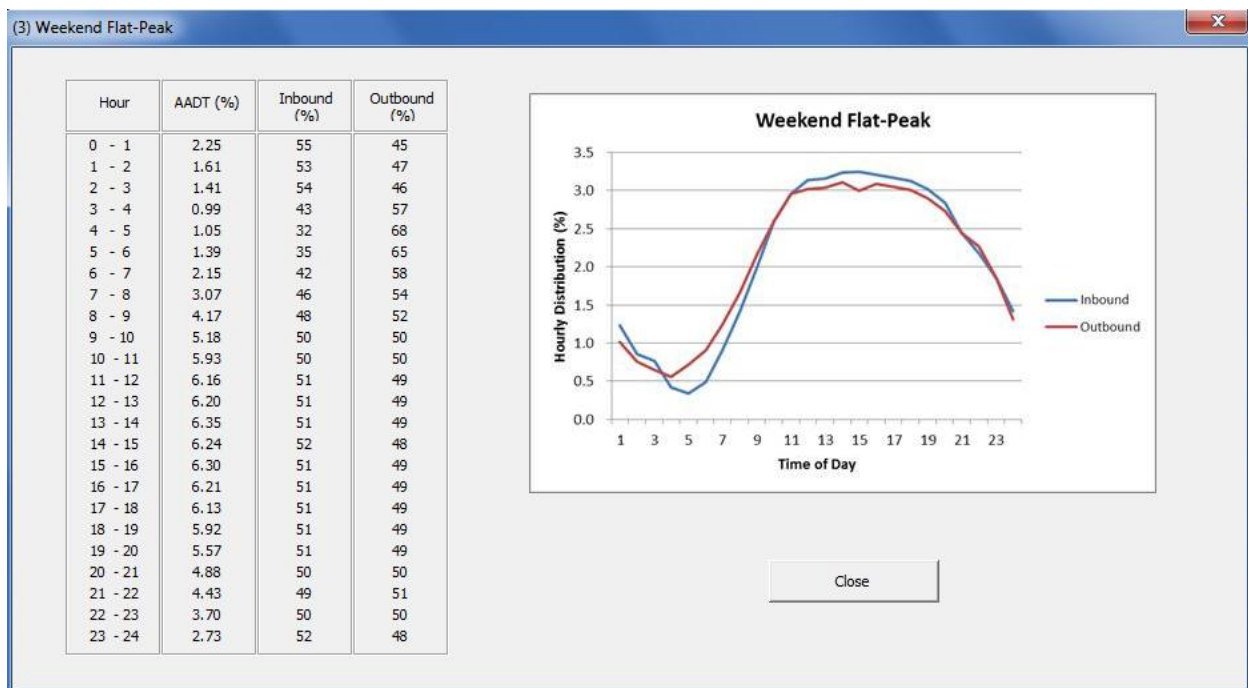 (3) Weekend Flat-Peak
Hour AADT (%) Inbound (%) Outbound (%)
0 - 1 2.25 55 45
1 - 2 1.61 53 47
2 - 3 1.41 54 46
3 - 4 0.99 43 57
4 - 5 1.05 32 68
5 - 6 1.39 35 65
6 - 7 2.15 42 58
7 - 8 3.07 46 54
8 - 9 4.17 48 52
9 - 10 5.18 50 50
10 - 11 5.93 50 50
11 - 12 6.16 51 49
12 - 13 6.20 51 49
13 - 14 6.35 51 49
14 - 15 6.24 52 48
15 - 16 6.30 51 49
16 - 17 6.21 51 49
17 - 18 6.13 51 49
18 - 19 5.92 51 49
19 - 20 5.57 51 49
20 - 21 4.88 50 50
21 - 22 4.43 49 51
22 - 23 3.70 50 50
23 - 24 2.73 52 48
Weekend Flat-Peak
Hourly Distribution (%)
3.5
3.0
2.5
2.0
1.5
1.0
0.5
0.0
1 3 5 7 9 11 13 15 17 19 21 23
Time of Day
Inbound
Outbound
Close